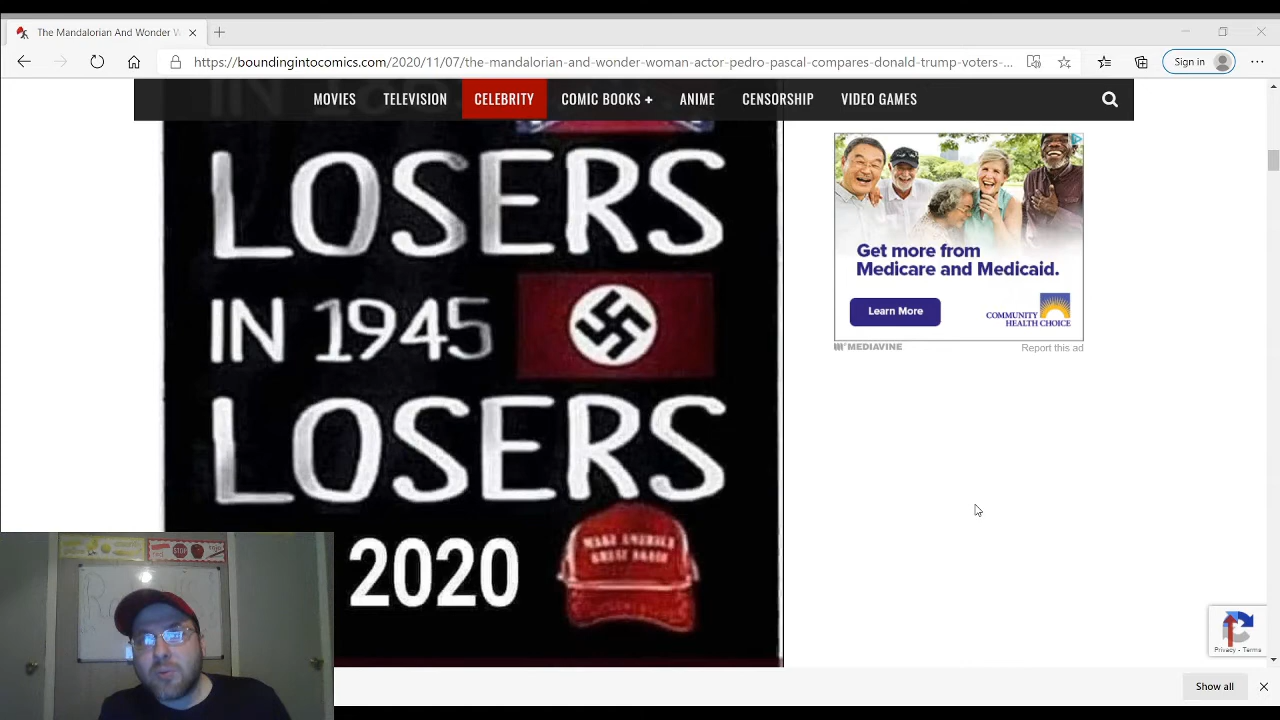 The Mandalorian And Wonder W
https://boundingintocomics.com/2020/11/07/the-mandalorian-and-wonder-woman-actor-pedro-pascal-compares-donald-trump-voters-...
Sign in
MOVIES
TELEVISION
CELEBRITY
COMIC BOOKS +
ANIME
CENSORSHIP
VIDEO GAMES
LOSERS
IN 1945
LOSERS
2020
MAKE AMERICA
GREAT AGAIN
Get more from
Medicare and Medicaid.
Learn More
COMMUNITY
HEALTH CHOICE
MEDIAVINE
Report this ad
STOP
Privacy - Terms
Show all